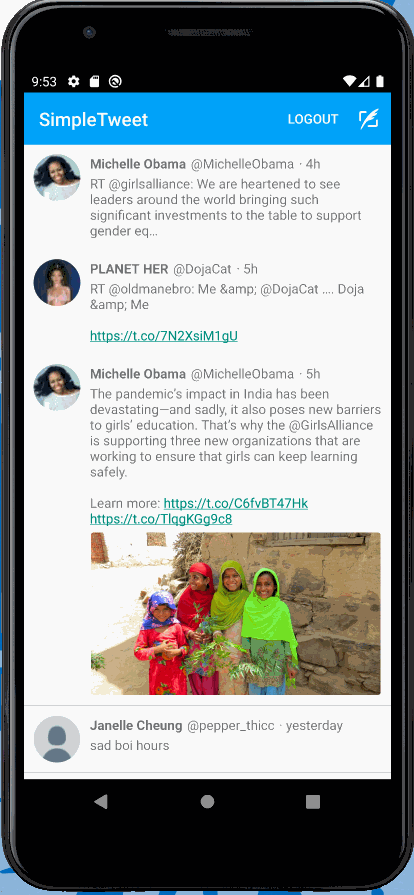 9:53
SimpleTweet LOGOUT
Michelle Obama @MichelleObama · 4h
RT @girlsalliance: We are heartened to see
leaders around the world bringing such
significant investments to the table to support
gender eq…
PLANET HER @DojaCat · 5h
RT @oldmanebro: Me &amp; @DojaCat .... Doja
&amp; Me
https://t.co/7N2XsiM1gU
Michelle Obama @MichelleObama · 5h
The pandemic's impact in India has been
devastating—and sadly, it also poses new barriers
to girls' education. That's why the @GirlsAlliance
is supporting three new organizations that are
working to ensure that girls can keep learning
safely.
Learn more: https://t.co/C6fvBT47Hk
https://t.co/TlqgKGg9c8
Janelle Cheung @pepper_thicc · yesterday
sad boi hours